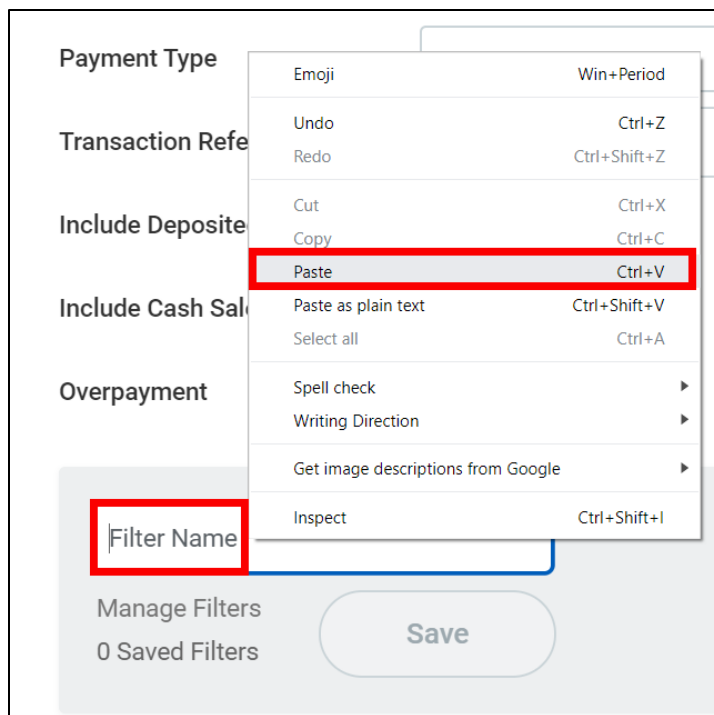 Payment Type
Emoji Win+Period
Undo Ctrl+Z
Transaction Refe
Redo Ctrl+Shift+Z
Cut Ctrl+X
Include Deposite
Copy Ctrl+C
Paste Ctrl+V
Include Cash Sal
Paste as plain text Ctrl+Shift+V
Select all Ctrl+A
Overpayment
Spell check
Writing Direction
Get image descriptions from Google
Inspect Ctrl+Shift+I
Filter Name
Manage Filters
0 Saved Filters
Save